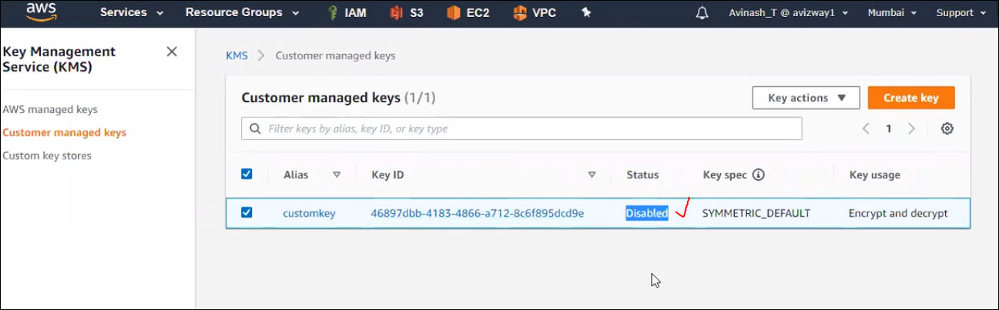 aws Services Resource Groups IAM S3 EC2 VPC Avinash_T @ avizway1 Mumbai Support
Key Management
Service (KMS)
AWS managed keys
Customer managed keys
Custom key stores
KMS > Customer managed keys
Customer managed keys (1/1) Key actions Create key
Filter keys by alias, key ID, or key type 1
Alias Key ID Status Key spec Key usage
customkey 46897dbb-4183-4866-a712-8c6f895dcd9e Disabled SYMMETRIC_DEFAULT Encrypt and decrypt